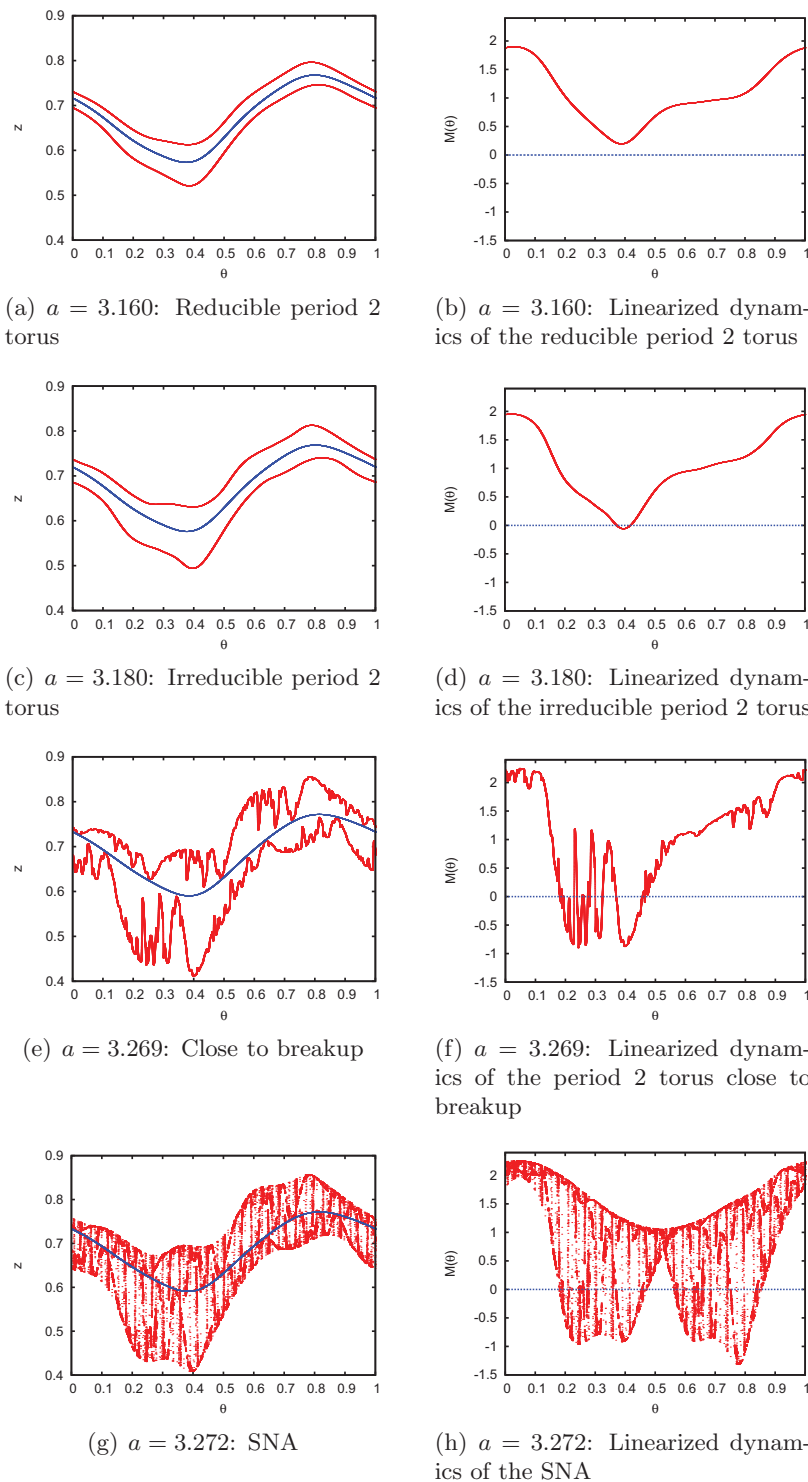 0.9
0.8
0.7
0.6
0.5
0.4
z
0 0.1 0.2 0.3 0.4 0.5 0.6 0.7 0.8 0.9 1
θ
2
1.5
1
0.5
0
-0.5
-1
-1.5
M(θ)
0 0.1 0.2 0.3 0.4 0.5 0.6 0.7 0.8 0.9 1
θ
(a) a = 3.160: Reducible period 2
torus
(b) a = 3.160: Linearized dynam-
ics of the reducible period 2 torus
0.9
0.8
0.7
0.6
0.5
0.4
z
0 0.1 0.2 0.3 0.4 0.5 0.6 0.7 0.8 0.9 1
θ
2
1.5
1
0.5
0
-0.5
-1
-1.5
M(θ)
0 0.1 0.2 0.3 0.4 0.5 0.6 0.7 0.8 0.9 1
θ
(c) a = 3.180: Irreducible period 2
torus
(d) a = 3.180: Linearized dynam-
ics of the irreducible period 2 torus
0.9
0.8
0.7
0.6
0.5
0.4
z
0 0.1 0.2 0.3 0.4 0.5 0.6 0.7 0.8 0.9 1
θ
2
1.5
1
0.5
0
-0.5
-1
-1.5
M(θ)
0 0.1 0.2 0.3 0.4 0.5 0.6 0.7 0.8 0.9 1
θ
(e) a = 3.269: Close to breakup
(f) a = 3.269: Linearized dynam-
ics of the period 2 torus close to
breakup
0.9
0.8
0.7
0.6
0.5
0.4
z
0 0.1 0.2 0.3 0.4 0.5 0.6 0.7 0.8 0.9 1
θ
2
1.5
1
0.5
0
-0.5
-1
-1.5
M(θ)
0 0.1 0.2 0.3 0.4 0.5 0.6 0.7 0.8 0.9 1
θ
(g) a = 3.272: SNA
(h) a = 3.272: Linearized dynam-
ics of the SNA